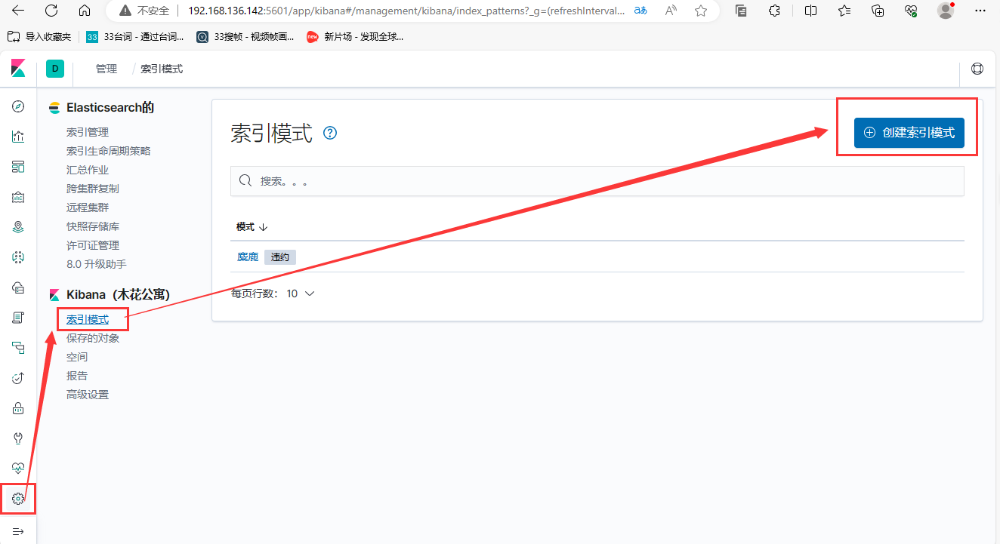 不安全 192.168.136.142:5601/app/kibana#/management/kibana/index_patterns?_g=(refreshInterval... aあ A
导入收藏夹 33 33台词 - 通过台词... 33搜帧 - 视频帧画... new 新片场 - 发现全球...
D 管理 / 索引模式
Elasticsearch的
索引管理
索引生命周期策略
汇总作业
跨集群复制
远程集群
快照存储库
许可证管理
8.0 升级助手
Kibana（木花公寓）
索引模式
保存的对象
空间
报告
高级设置
索引模式
创建索引模式
搜索。。。
模式
麋鹿 违约
每页行数： 10